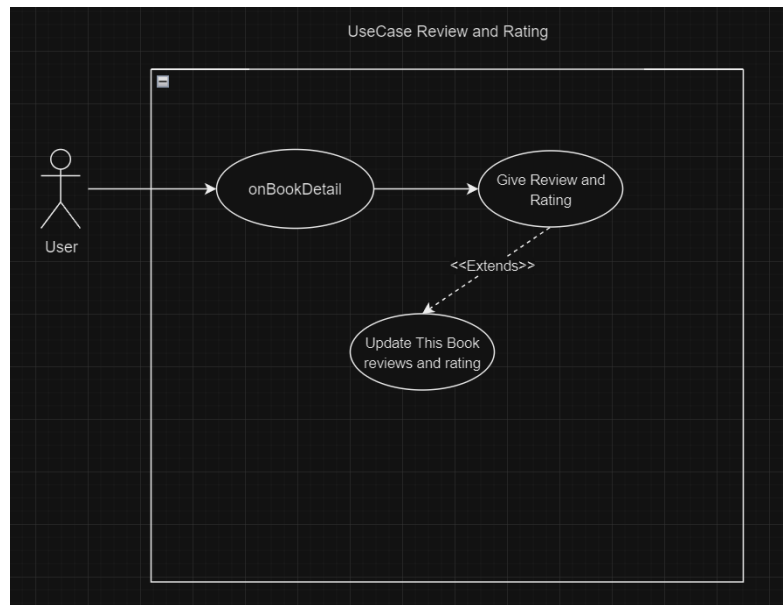 UseCase Review and Rating
User
onBookDetail
Give Review and
Rating
<<Extends>>
Update This Book
reviews and rating